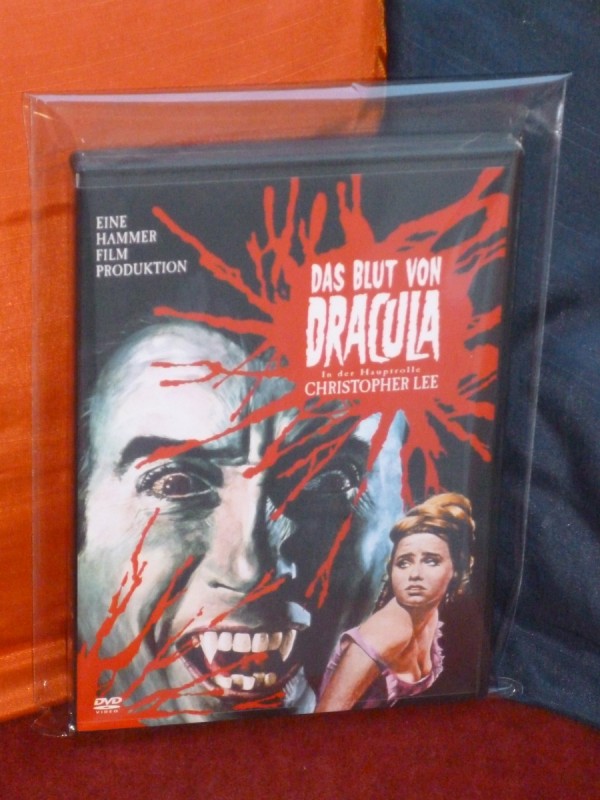 EINE
HAMMER
FILM
PRODUKTION
DAS BLUT VON
DRACULA
In der Hauptrolle
CHRISTOPHER LEE
DVD
VIDEO